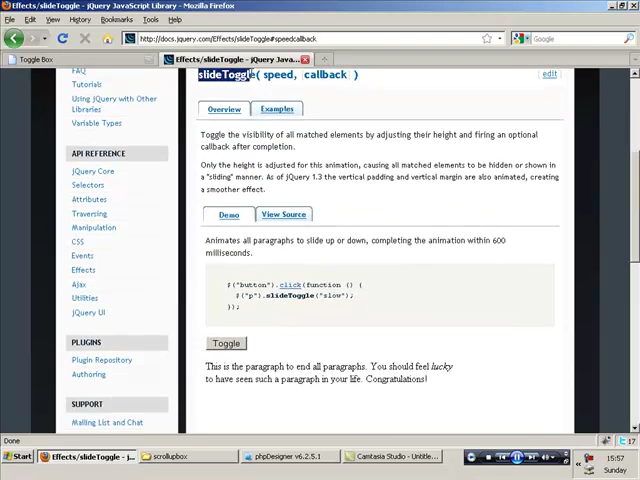 Effects/slideToggle - jQuery JavaScript Library - Mozilla Firefox
File Edit View History Bookmarks Tools Help
http://docs.jquery.com/Effects/slideToggle#speedcallback
Google
Toggle Box
Effects/slideToggle - jQuery Java...
FAQ
Tutorials
Using jQuery with Other
Libraries
Variable Types
API REFERENCE
jQuery Core
Selectors
Attributes
Traversing
Manipulation
CSS
Events
Effects
Ajax
Utilities
jQuery UI
PLUGINS
Plugin Repository
Authoring
SUPPORT
Mailing List and Chat
slideToggle( speed, callback )
edit
Overview
Examples
Toggle the visibility of all matched elements by adjusting their height and firing an optional
callback after completion.
Only the height is adjusted for this animation, causing all matched elements to be hidden or shown in
a "sliding" manner. As of jQuery 1.3 the vertical padding and vertical margin are also animated, creating
a smoother effect.
Demo
View Source
Animates all paragraphs to slide up or down, completing the animation within 600
milliseconds.
$("button").click(function () {
$("p").slideToggle("slow");
});
Toggle
This is the paragraph to end all paragraphs. You should feel lucky
to have seen such a paragraph in your life. Congratulations!
Done
17
Start
Effects/slideToggle - j...
scrollupbox
phpDesigner v6.2.5.1
Camtasia Studio - Untitle...
15:57
Sunday